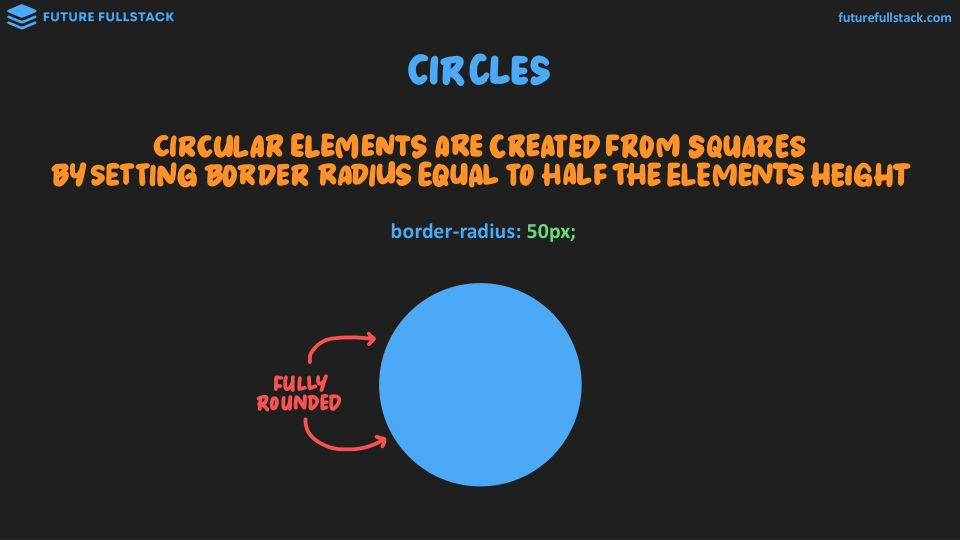 FUTURE FULLSTACK
futurefullstack.com
CIRCLES
CIRCULAR ELEMENTS ARE CREATED FROM SQUARES
BY SETTING BORDER RADIUS EQUAL TO HALF THE ELEMENTS HEIGHT
border-radius: 50px;
FULLY
ROUNDED